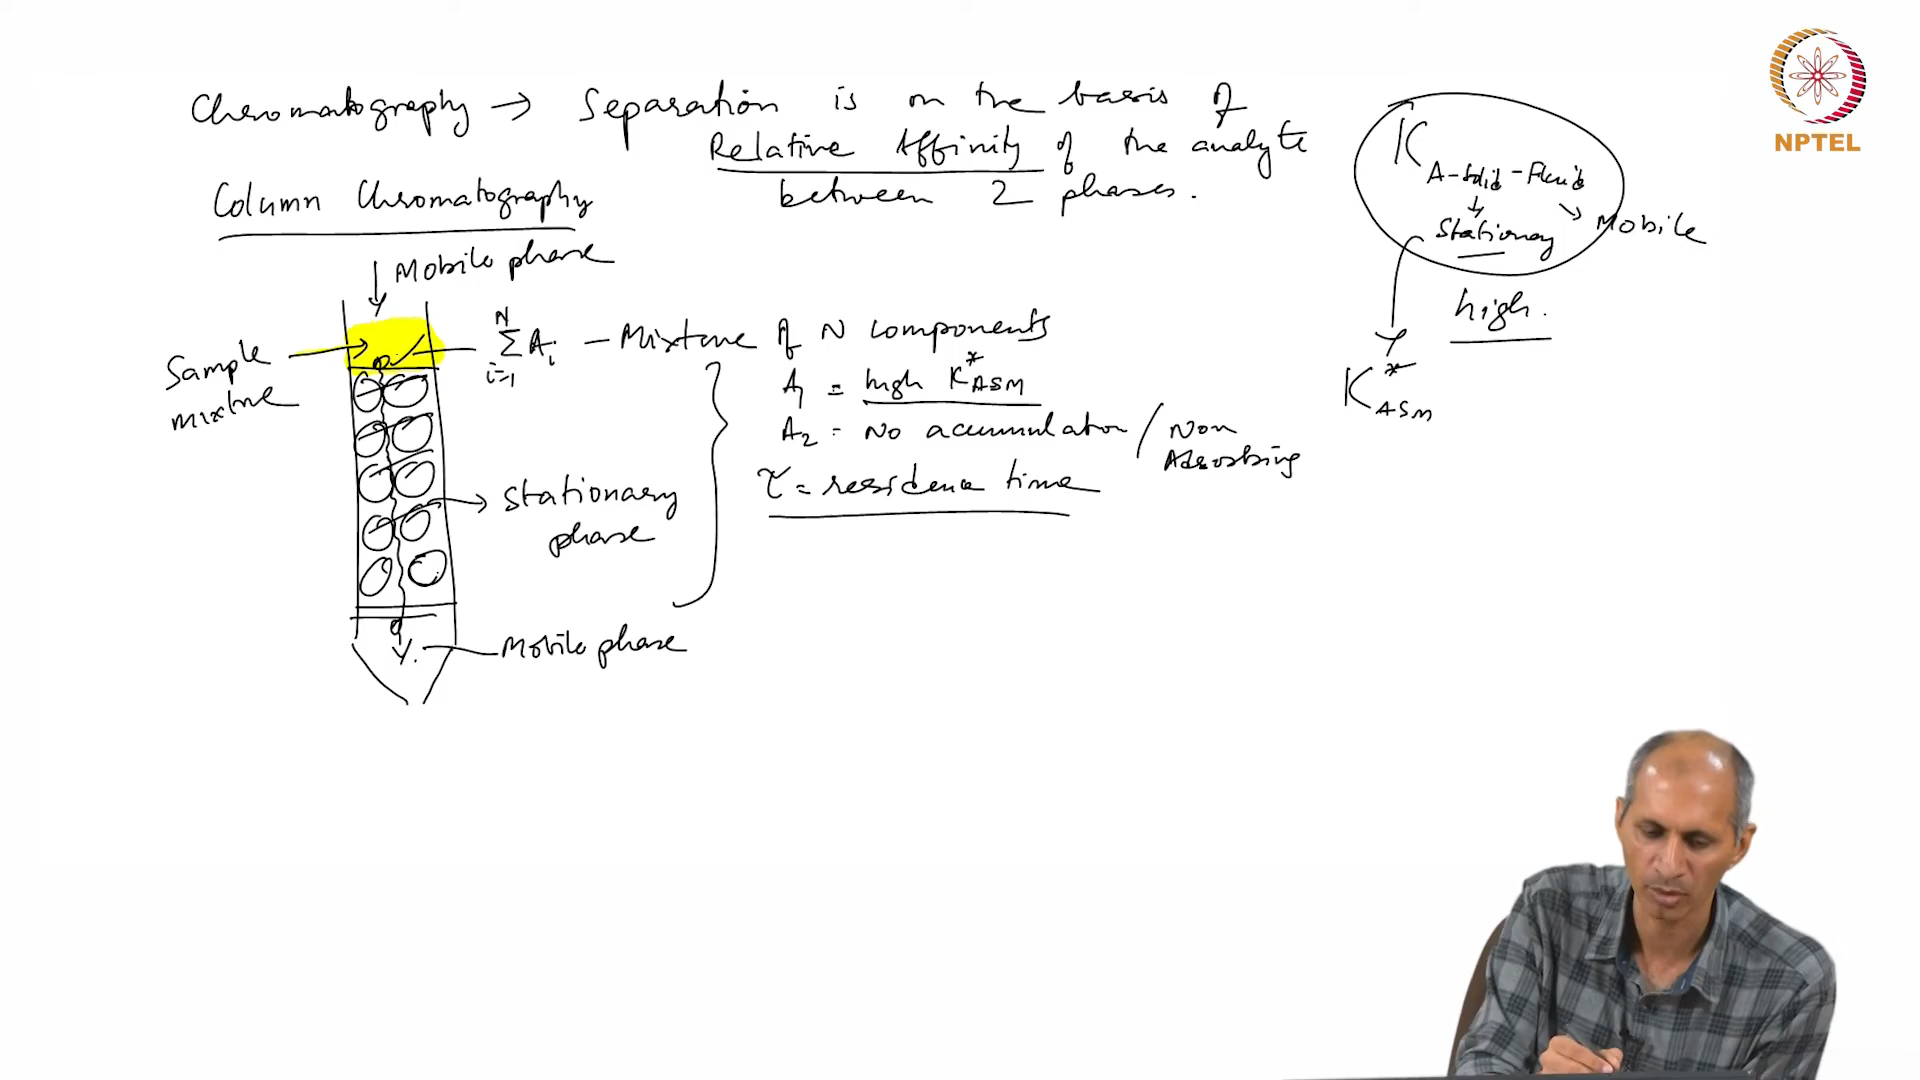 Chromatography → Separation is on the basis of
Relative Affinity of the analyte
between 2 phases.
Column Chromatography
Mobile phase
Sample
mixture
N
Σ Ai – Mixture of N components
i=1
A1 = high K*ASM
A2 = No accumulation / Non
Adsorbing
τ = residence time
Stationary
phase
Mobile phase
K A-Solid-Fluid
Stationary
Mobile
high.
K*ASM
NPTEL